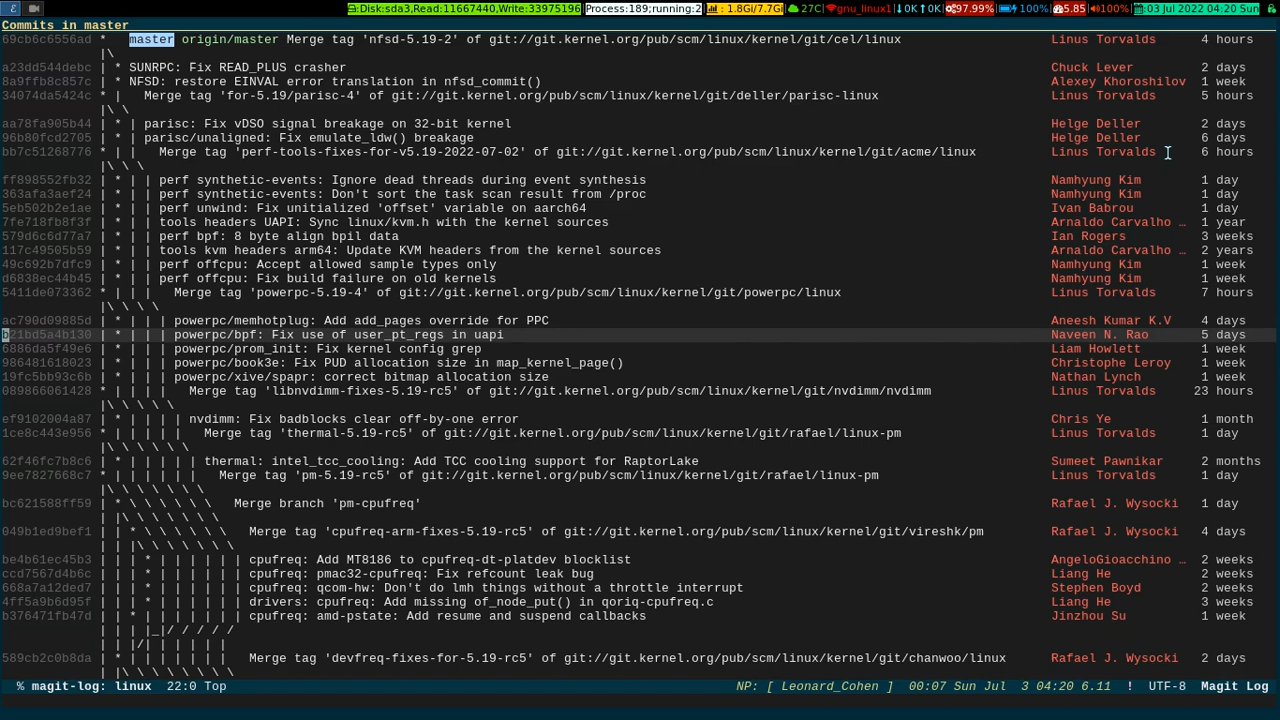 Disk:sda3,Read:11667440,Write:33975196 Process:189;running:2 1.8Gi/7.7Gi 27C gnu_linux1 0K 0K 97.99% 100% 5.85 100% :03 Jul 2022 04:20 Sun
Commits in master
69cb6c6556ad * master origin/master Merge tag 'nfsd-5.19-2' of git://git.kernel.org/pub/scm/linux/kernel/git/cel/linux Linus Torvalds 4 hours
|\
a23dd544debc | * SUNRPC: Fix READ_PLUS crasher Chuck Lever 2 days
8a9ffb8c857c | * NFSD: restore EINVAL error translation in nfsd_commit() Alexey Khoroshilov 1 week
34074da5424c * | Merge tag 'for-5.19/parisc-4' of git://git.kernel.org/pub/scm/linux/kernel/git/deller/parisc-linux Linus Torvalds 5 hours
|\ \
aa78fa905b44 | * | parisc: Fix vDSO signal breakage on 32-bit kernel Helge Deller 2 days
96b80fcd2705 | * | parisc/unaligned: Fix emulate_ldw() breakage Helge Deller 6 days
bb7c51268776 * | | Merge tag 'perf-tools-fixes-for-v5.19-2022-07-02' of git://git.kernel.org/pub/scm/linux/kernel/git/acme/linux Linus Torvalds 6 hours
|\ \ \
ff898552fb32 | * | | perf synthetic-events: Ignore dead threads during event synthesis Namhyung Kim 1 day
363afa3aef24 | * | | perf synthetic-events: Don't sort the task scan result from /proc Namhyung Kim 1 day
5eb502b2e1ae | * | | perf unwind: Fix unitialized 'offset' variable on aarch64 Ivan Babrou 1 day
7fe718fb8f3f | * | | tools headers UAPI: Sync linux/kvm.h with the kernel sources Arnaldo Carvalho … 1 year
579d6c6d77a7 | * | | perf bpf: 8 byte align bpil data Ian Rogers 3 weeks
117c49505b59 | * | | tools kvm headers arm64: Update KVM headers from the kernel sources Arnaldo Carvalho … 2 years
49c692b7dfc9 | * | | perf offcpu: Accept allowed sample types only Namhyung Kim 1 week
d6838ec44b45 | * | | perf offcpu: Fix build failure on old kernels Namhyung Kim 1 week
5411de073362 * | | | Merge tag 'powerpc-5.19-4' of git://git.kernel.org/pub/scm/linux/kernel/git/powerpc/linux Linus Torvalds 7 hours
|\ \ \ \
ac790d09885d | * | | | powerpc/memhotplug: Add add_pages override for PPC Aneesh Kumar K.V 4 days
b21bd5a4b130 | * | | | powerpc/bpf: Fix use of user_pt_regs in uapi Naveen N. Rao 5 days
6886da5f49e6 | * | | | powerpc/prom_init: Fix kernel config grep Liam Howlett 1 week
986481618023 | * | | | powerpc/book3e: Fix PUD allocation size in map_kernel_page() Christophe Leroy 1 week
19fc5bb93c6b | * | | | powerpc/xive/spapr: correct bitmap allocation size Nathan Lynch 1 week
089866061428 * | | | | Merge tag 'libnvdimm-fixes-5.19-rc5' of git://git.kernel.org/pub/scm/linux/kernel/git/nvdimm/nvdimm Linus Torvalds 23 hours
|\ \ \ \ \
ef9102004a87 | * | | | | nvdimm: Fix badblocks clear off-by-one error Chris Ye 1 month
1ce8c443e956 * | | | | | Merge tag 'thermal-5.19-rc5' of git://git.kernel.org/pub/scm/linux/kernel/git/rafael/linux-pm Linus Torvalds 1 day
|\ \ \ \ \ \
62f46fc7b8c6 | * | | | | | thermal: intel_tcc_cooling: Add TCC cooling support for RaptorLake Sumeet Pawnikar 2 months
9ee7827668c7 * | | | | | | Merge tag 'pm-5.19-rc5' of git://git.kernel.org/pub/scm/linux/kernel/git/rafael/linux-pm Linus Torvalds 1 day
|\ \ \ \ \ \ \
bc621588ff59 | * \ \ \ \ \ \ Merge branch 'pm-cpufreq' Rafael J. Wysocki 1 day
| |\ \ \ \ \ \ \
049b1ed9bef1 | | * \ \ \ \ \ \ Merge tag 'cpufreq-arm-fixes-5.19-rc5' of git://git.kernel.org/pub/scm/linux/kernel/git/vireshk/pm Rafael J. Wysocki 4 days
| | |\ \ \ \ \ \ \
be4b61ec45b3 | | | * | | | | | | cpufreq: Add MT8186 to cpufreq-dt-platdev blocklist AngeloGioacchino … 2 weeks
ccd7567d4b6c | | | * | | | | | | cpufreq: pmac32-cpufreq: Fix refcount leak bug Liang He 2 weeks
668a7a12ded7 | | | * | | | | | | cpufreq: qcom-hw: Don't do lmh things without a throttle interrupt Stephen Boyd 2 weeks
4ff5a9b6d95f | | | * | | | | | | drivers: cpufreq: Add missing of_node_put() in qoriq-cpufreq.c Liang He 3 weeks
b376471fb47d | | * | | | | | | | cpufreq: amd-pstate: Add resume and suspend callbacks Jinzhou Su 1 week
| | | |_|/ / / / /
| | |/| | | | | |
589cb2c0b8da | * | | | | | | | Merge tag 'devfreq-fixes-for-5.19-rc5' of git://git.kernel.org/pub/scm/linux/kernel/git/chanwoo/linux Rafael J. Wysocki 2 days
|\ \ \ \ \ \ \ \
% magit-log: linux 22:0 Top NP: [ Leonard_Cohen ] 00:07 Sun Jul 3 04:20 6.11 ! UTF-8 Magit Log